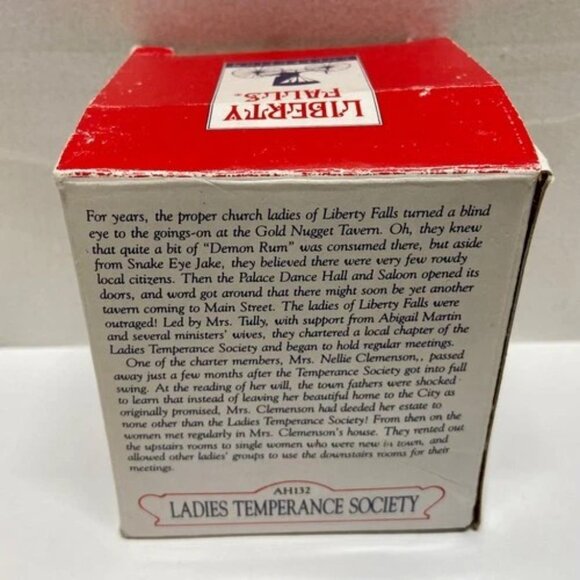 LIBERTY
FALLS
For years, the proper church ladies of Liberty Falls turned a blind
eye to the goings-on at the Gold Nugget Tavern. Oh, they knew
that quite a bit of "Demon Rum" was consumed there, but aside
from Snake Eye Jake, they believed there were very few rowdy
local citizens. Then the Palace Dance Hall and Saloon opened its
doors, and word got around that there might soon be yet another
tavern coming to Main Street. The ladies of Liberty Falls were
outraged! Led by Mrs. Tully, with support from Abigail Martin
and several ministers' wives, they chartered a local chapter of the
Ladies Temperance Society and began to hold regular meetings.
One of the charter members, Mrs. Nellie Clemenson,, passed
away just a few months after the Temperance Society got into full
swing. At the reading of her will, the town fathers were shocked
to learn that instead of leaving her beautiful home to the City as
originally promised, Mrs. Clemenson had deeded her estate to
none other than the Ladies Temperance Society! From then on the
women met regularly in Mrs. Clemenson's house. They rented out
the upstairs rooms to single women who were new in town, and
allowed other ladies' groups to use the downstairs rooms for their
meetings.
AH132
LADIES TEMPERANCE SOCIETY